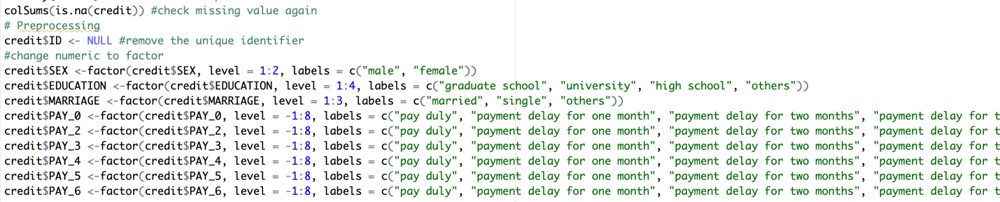 colSums(is.na(credit)) #check missing value again
# Preprocessing
credit$ID <- NULL #remove the unique identifier
#change numeric to factor
credit$SEX <-factor(credit$SEX, level = 1:2, labels = c("male", "female"))
credit$EDUCATION <-factor(credit$EDUCATION, level = 1:4, labels = c("graduate school", "university", "high school", "others"))
credit$MARRIAGE <-factor(credit$MARRIAGE, level = 1:3, labels = c("married", "single", "others"))
credit$PAY_0 <-factor(credit$PAY_0, level = -1:8, labels = c("pay duly", "payment delay for one month", "payment delay for two months", "payment delay for t
credit$PAY_2 <-factor(credit$PAY_2, level = -1:8, labels = c("pay duly", "payment delay for one month", "payment delay for two months", "payment delay for t
credit$PAY_3 <-factor(credit$PAY_3, level = -1:8, labels = c("pay duly", "payment delay for one month", "payment delay for two months", "payment delay for t
credit$PAY_4 <-factor(credit$PAY_4, level = -1:8, labels = c("pay duly", "payment delay for one month", "payment delay for two months", "payment delay for t
credit$PAY_5 <-factor(credit$PAY_5, level = -1:8, labels = c("pay duly", "payment delay for one month", "payment delay for two months", "payment delay for t
credit$PAY_6 <-factor(credit$PAY_6, level = -1:8, labels = c("pay duly", "payment delay for one month", "payment delay for two months", "payment delay for t